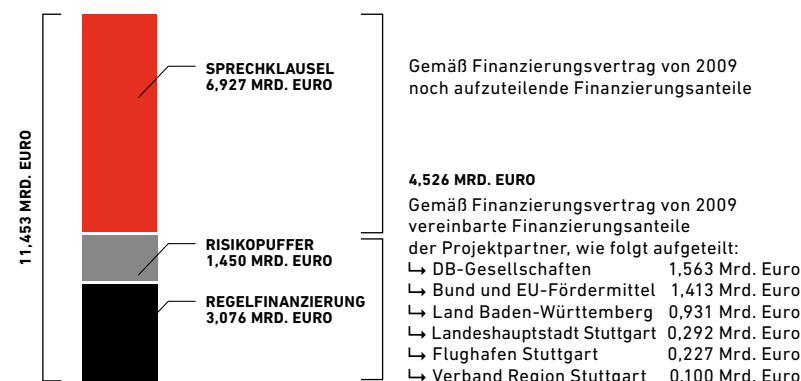 11,453 MRD. EURO
SPRECHKLAUSEL
6,927 MRD. EURO
RISIKOPUFFER
1,450 MRD. EURO
REGELFINANZIERUNG
3,076 MRD. EURO
Gemäß Finanzierungsvertrag von 2009
noch aufzuteilende Finanzierungsanteile
4,526 MRD. EURO
Gemäß Finanzierungsvertrag von 2009
vereinbarte Finanzierungsanteile
der Projektpartner, wie folgt aufgeteilt:
↳ DB-Gesellschaften 1,563 Mrd. Euro
↳ Bund und EU-Fördermittel 1,413 Mrd. Euro
↳ Land Baden-Württemberg 0,931 Mrd. Euro
↳ Landeshauptstadt Stuttgart 0,292 Mrd. Euro
↳ Flughafen Stuttgart 0,227 Mrd. Euro
↳ Verband Region Stuttgart 0,100 Mrd. Euro